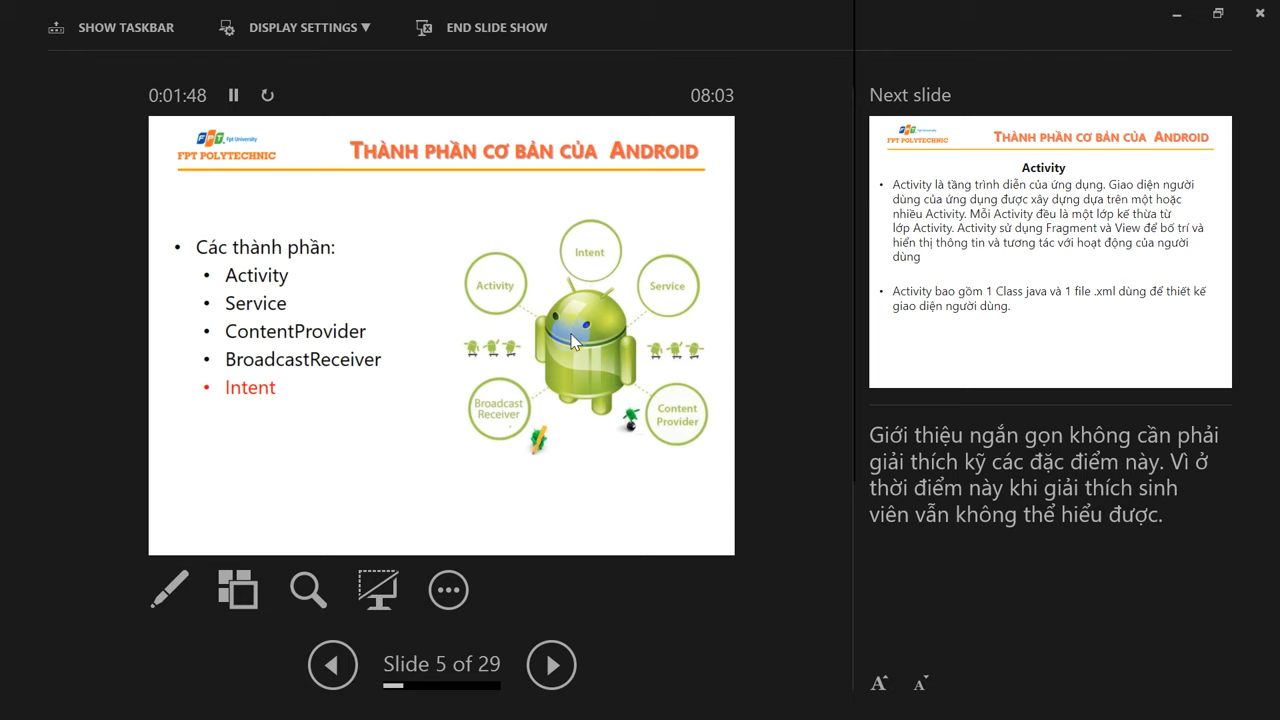 SHOW TASKBAR
DISPLAY SETTINGS ▼
END SLIDE SHOW
0:01:48
08:03
FPT Fpt University
FPT POLYTECHNIC
THÀNH PHẦN CƠ BẢN CỦA ANDROID
• Các thành phần:
• Activity
• Service
• ContentProvider
• BroadcastReceiver
• Intent
Intent
Activity
Service
Broadcast
Receiver
Content
Provider
Slide 5 of 29
Next slide
FPT Fpt University
FPT POLYTECHNIC
THÀNH PHẦN CƠ BẢN CỦA ANDROID
Activity
• Activity là tầng trình diễn của ứng dụng. Giao diện người
dùng của ứng dụng được xây dựng dựa trên một hoặc
nhiều Activity. Mỗi Activity đều là một lớp kế thừa từ
lớp Activity. Activity sử dụng Fragment và View để bố trí và
hiển thị thông tin và tương tác với hoạt động của người
dùng
• Activity bao gồm 1 Class java và 1 file .xml dùng để thiết kế
giao diện người dùng.
Giới thiệu ngắn gọn không cần phải
giải thích kỹ các đặc điểm này. Vì ở
thời điểm này khi giải thích sinh
viên vẫn không thể hiểu được.
A A